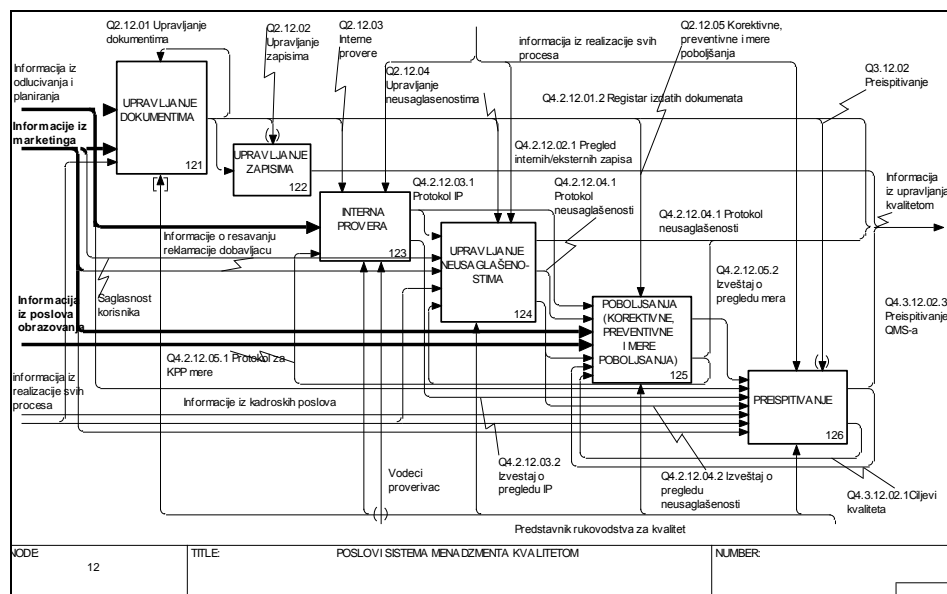 Q2.12.01 Upravljanje
dokumentima
Q2.12.02
Upravljanje
zapisima
Q2.12.03
Interne
provere
Q2.12.04
Upravljanje
neusaglasenostima
informacija iz realizacije svih
procesa
Q2.12.05 Korektivne,
preventivne i mere
poboljšanja
Q3.12.02
Preispitivanje
Informacija iz
odlucivanja i
planiranja
Informacije iz
marketinga
UPRAVLJANJE
DOKUMENTIMA
121
UPRAVLJANJE
ZAPISIMA
122
Q4.2.12.01.2 Registar izdatih dokumenata
Q4.2.12.02.1 Pregled
internih/eksternih zapisa
Q4.2.12.03.1
Protokol IP
INTERNA
PROVERA
123
Q4.2.12.04.1
Protokol
neusaglašenosti
Q4.2.12.04.1 Protokol
neusaglašenosti
Informacija
iz upravljanja
kvalitetom
Informacije o resavanju
reklamacije dobavljacu
UPRAVLJANJE
NEUSAGLAŠENO-
STIMA
124
Saglasnost
korisnika
Informacija
iz poslova
obrazovanja
Q4.2.12.05.2
Izveštaj o
pregledu mera
Q4.3.12.02.3
Preispitivanje
QMS-a
POBOLJSANJA
(KOREKTIVNE,
PREVENTIVNE
I MERE
POBOLJSANJA)
125
Q4.2.12.05.1 Protokol za
KPP mere
informacija iz
realizacije svih
procesa
Informacije iz kadroskih poslova
PREISPITIVANJE
126
Vodeci
proverivac
Q4.2.12.03.2
Izvestaj o
pregledu IP
Q4.2.12.04.2 Izveštaj o
pregledu
neusaglašenosti
Q4.3.12.02.1Ciljevi
kvaliteta
Predstavnik rukovodstva za kvalitet
NODE:
12
TITLE:
POSLOVI SISTEMA MENADZMENTA KVALITETOM
NUMBER: